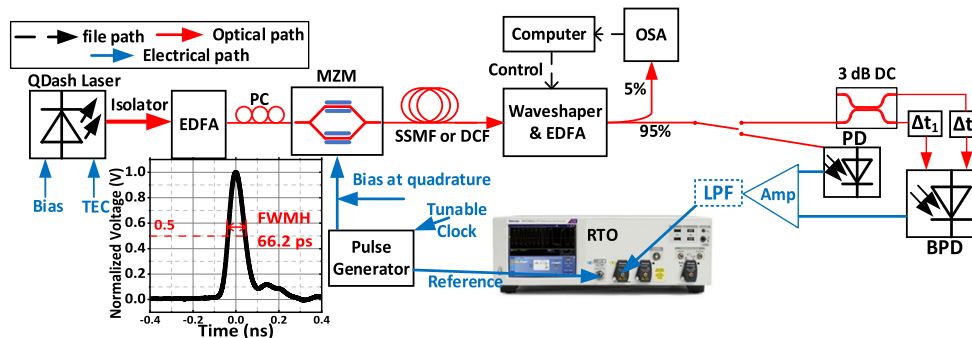 file path
Optical path
Electrical path
QDash Laser
Isolator
EDFA
PC
MZM
SSMF or DCF
Computer
OSA
Control
Waveshaper
& EDFA
5%
95%
3 dB DC
Δt₁
Δt
PD
BPD
Amp
LPF
Bias
TEC
Bias at quadrature
Tunable
Clock
Pulse
Generator
Reference
RTO
Normalized Voltage (V)
1.0
0.8
0.6
0.4
0.2
0.0
0.5
FWMH
66.2 ps
-0.4
-0.2
0.0
0.2
0.4
Time (ns)